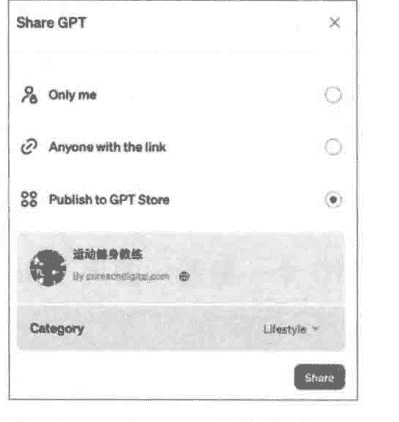 Share GPT
Only me
Anyone with the link
Publish to GPT Store
运动健身教练
By
Category
Lifestyle
Share